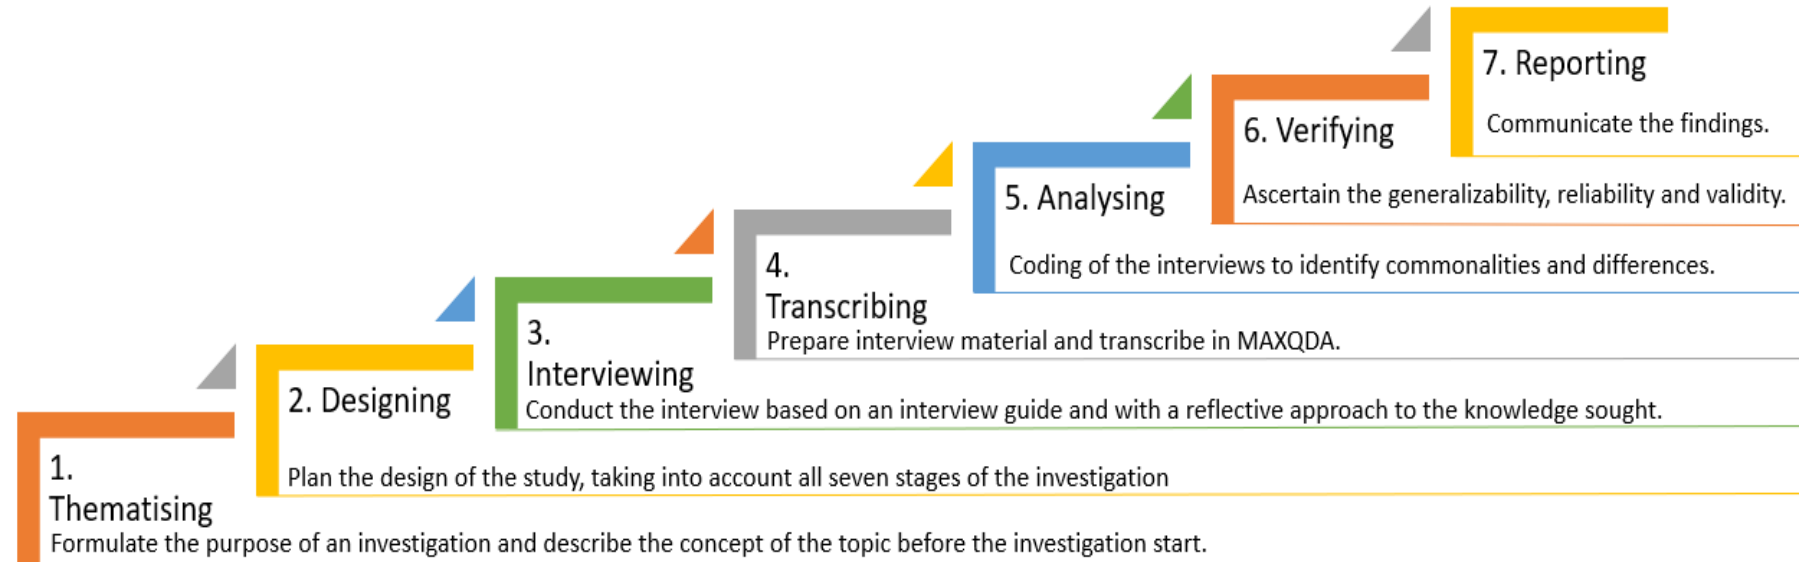 1.
Thematising
Formulate the purpose of an investigation and describe the concept of the topic before the investigation start.
2. Designing
Plan the design of the study, taking into account all seven stages of the investigation
3.
Interviewing
Conduct the interview based on an interview guide and with a reflective approach to the knowledge sought.
4.
Transcribing
Prepare interview material and transcribe in MAXQDA.
5. Analysing
Coding of the interviews to identify commonalities and differences.
6. Verifying
Ascertain the generalizability, reliability and validity.
7. Reporting
Communicate the findings.